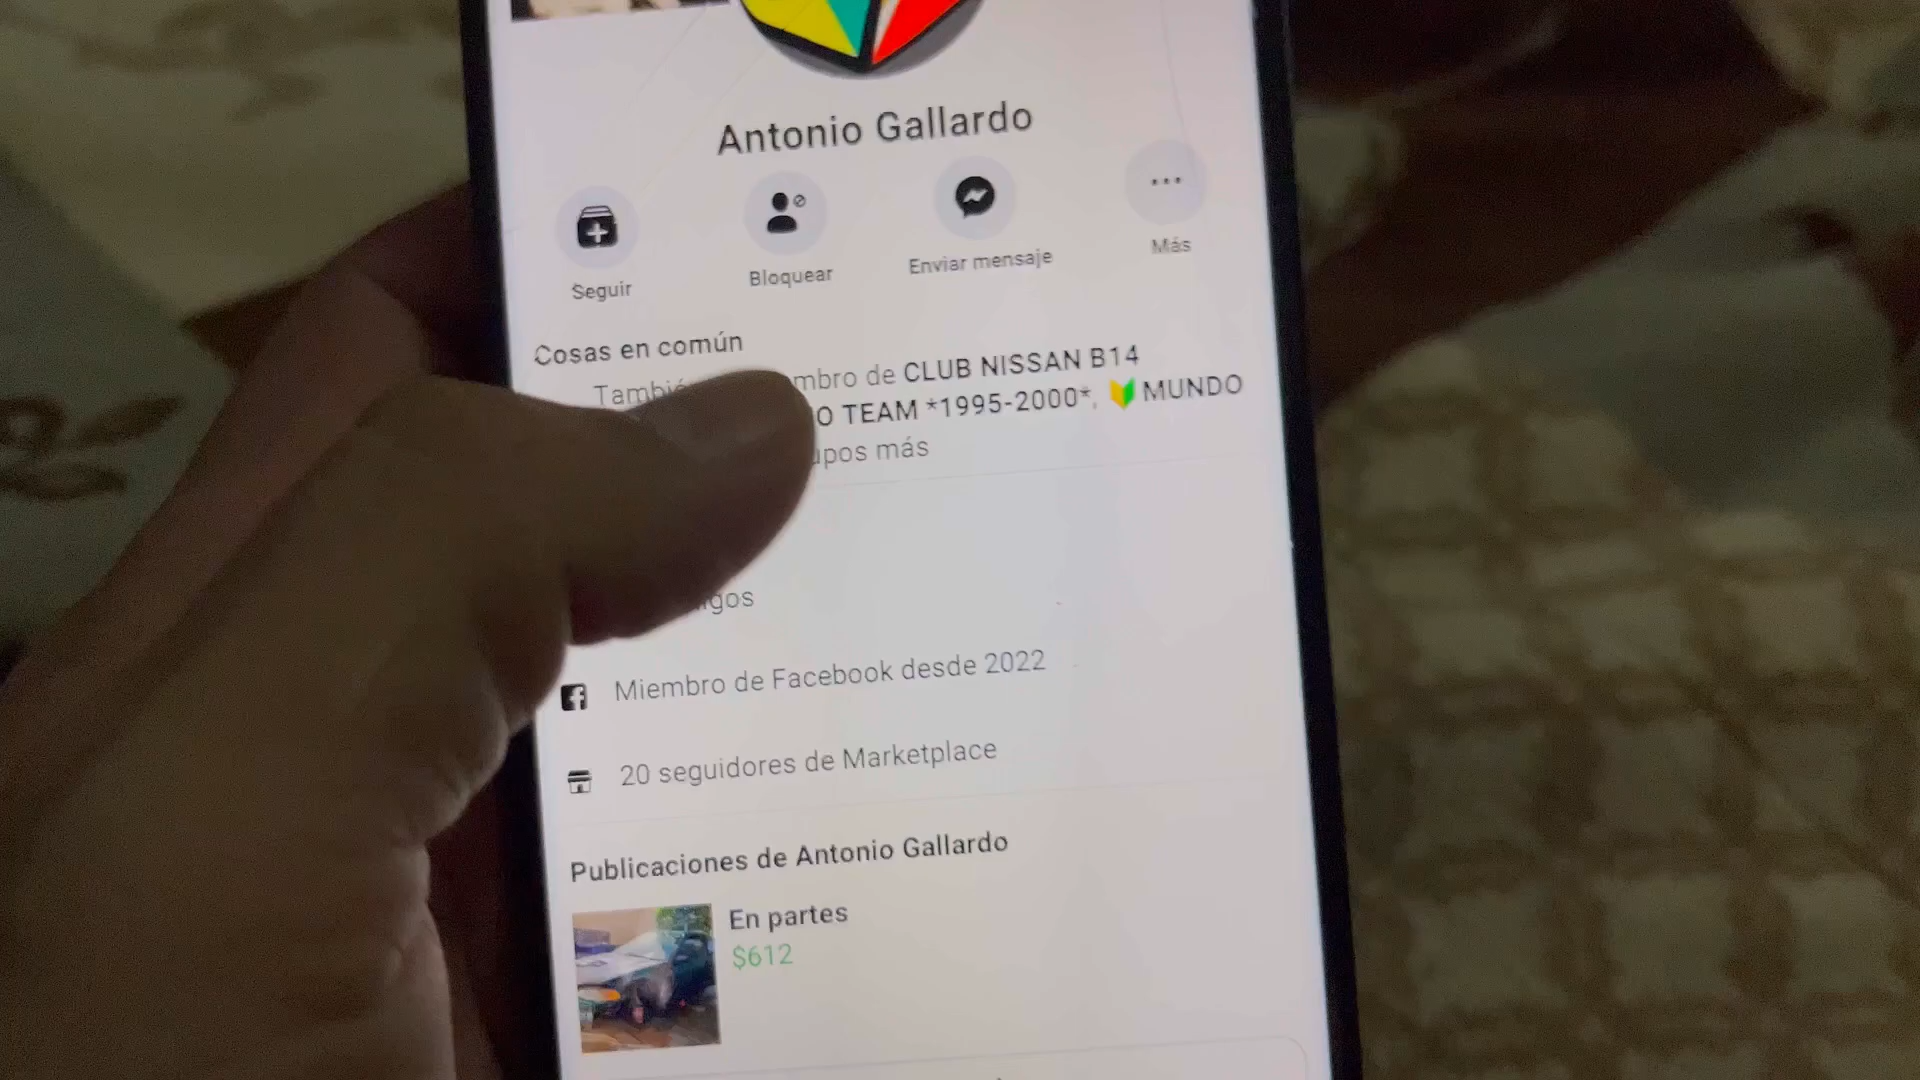 Antonio Gallardo
Seguir
Bloquear
Enviar mensaje
Más
Cosas en común
de CLUB NISSAN B14
TEAM *1995-2000*, 🔰 MUNDO
más
Miembro de Facebook desde 2022
20 seguidores de Marketplace
Publicaciones de Antonio Gallardo
En partes
$612